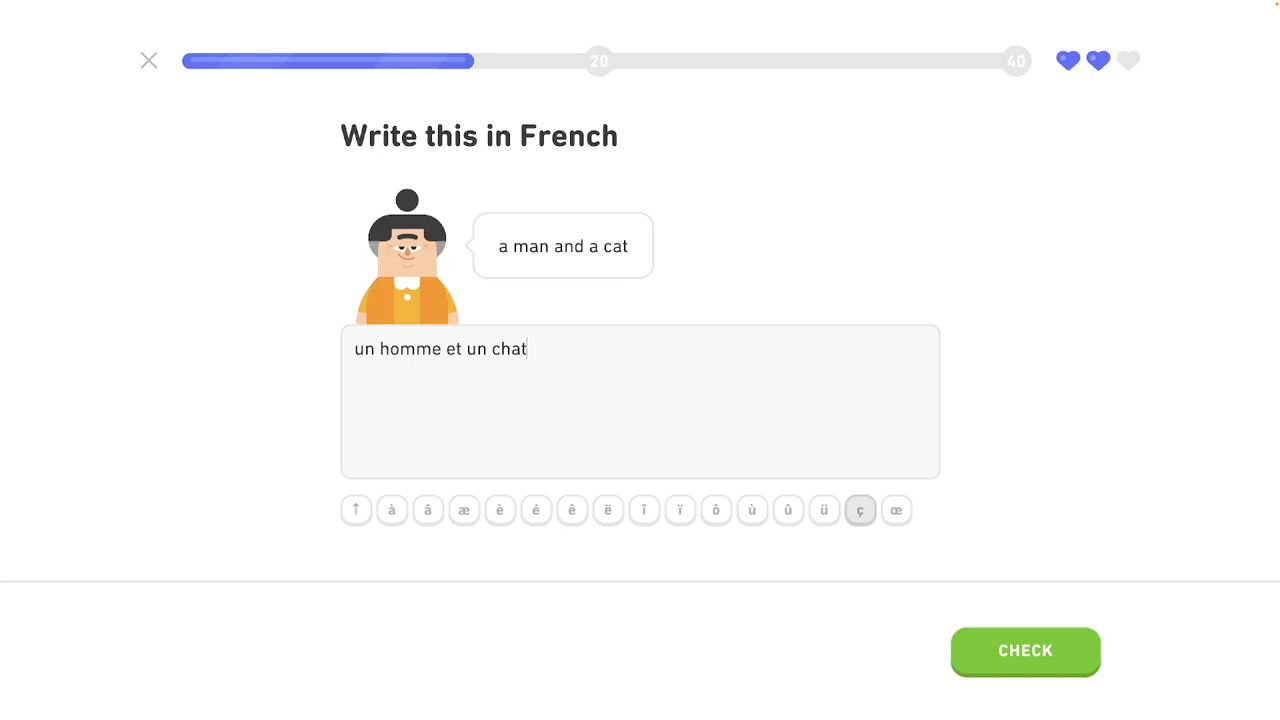 20
40
Write this in French
a man and a cat
un homme et un chat
↑ à â æ è é ê ë î ï ô ù û ü ç œ
CHECK